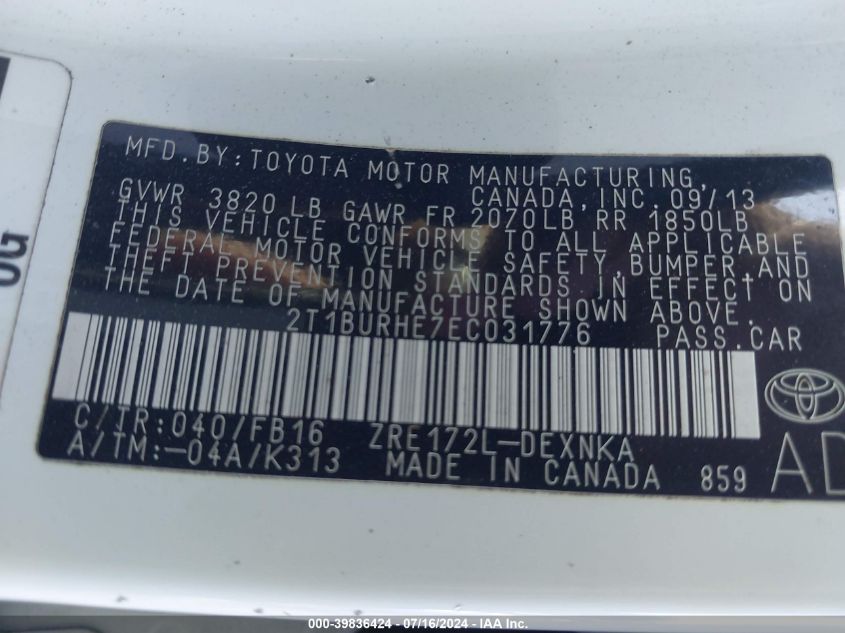 MFD.BY:TOYOTA MOTOR MANUFACTURING,
CANADA, INC. 09/13
GVWR 3820 LB GAWR FR 2070LB RR 1850LB
THIS VEHICLE CONFORMS TO ALL APPLICABLE
FEDERAL MOTOR VEHICLE SAFETY, BUMPER, AND
THEFT PREVENTION STANDARDS IN EFFECT ON
THE DATE OF MANUFACTURE SHOWN ABOVE.
2T1BURHE7EC031776 PASS.CAR
C/TR:040/FB16 ZRE172L-DEXNKA
A/TM:-04A/K313 MADE IN CANADA 859 AD
000-39836424 - 07/16/2024 - IAA Inc.